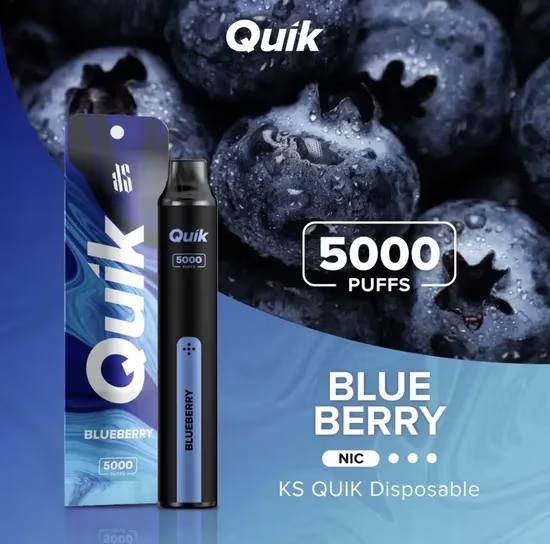 Quik
5000
PUFFS
KS
Quik
BLUEBERRY
5000
PUFFS
Quik
5000
PUFFS
BLUEBERRY
BLUE
BERRY
NIC
KS QUIK Disposable